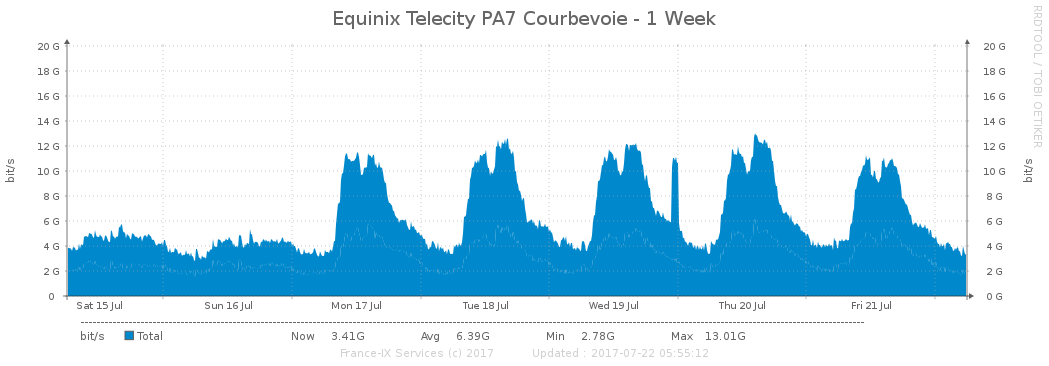 Equinix Telecity PA7 Courbevoie - 1 Week
RRDTOOL / TOBI OETIKER
20 G 20 G
18 G 18 G
16 G 16 G
14 G 14 G
12 G 12 G
10 G 10 G
8 G 8 G
6 G 6 G
4 G 4 G
2 G 2 G
0 0 G
bit/s
bit/s
Sat 15 Jul Sun 16 Jul Mon 17 Jul Tue 18 Jul Wed 19 Jul Thu 20 Jul Fri 21 Jul
bit/s Total Now 3.41G Avg 6.39G Min 2.78G Max 13.01G
France-IX Services (c) 2017 Updated : 2017-07-22 05:55:12